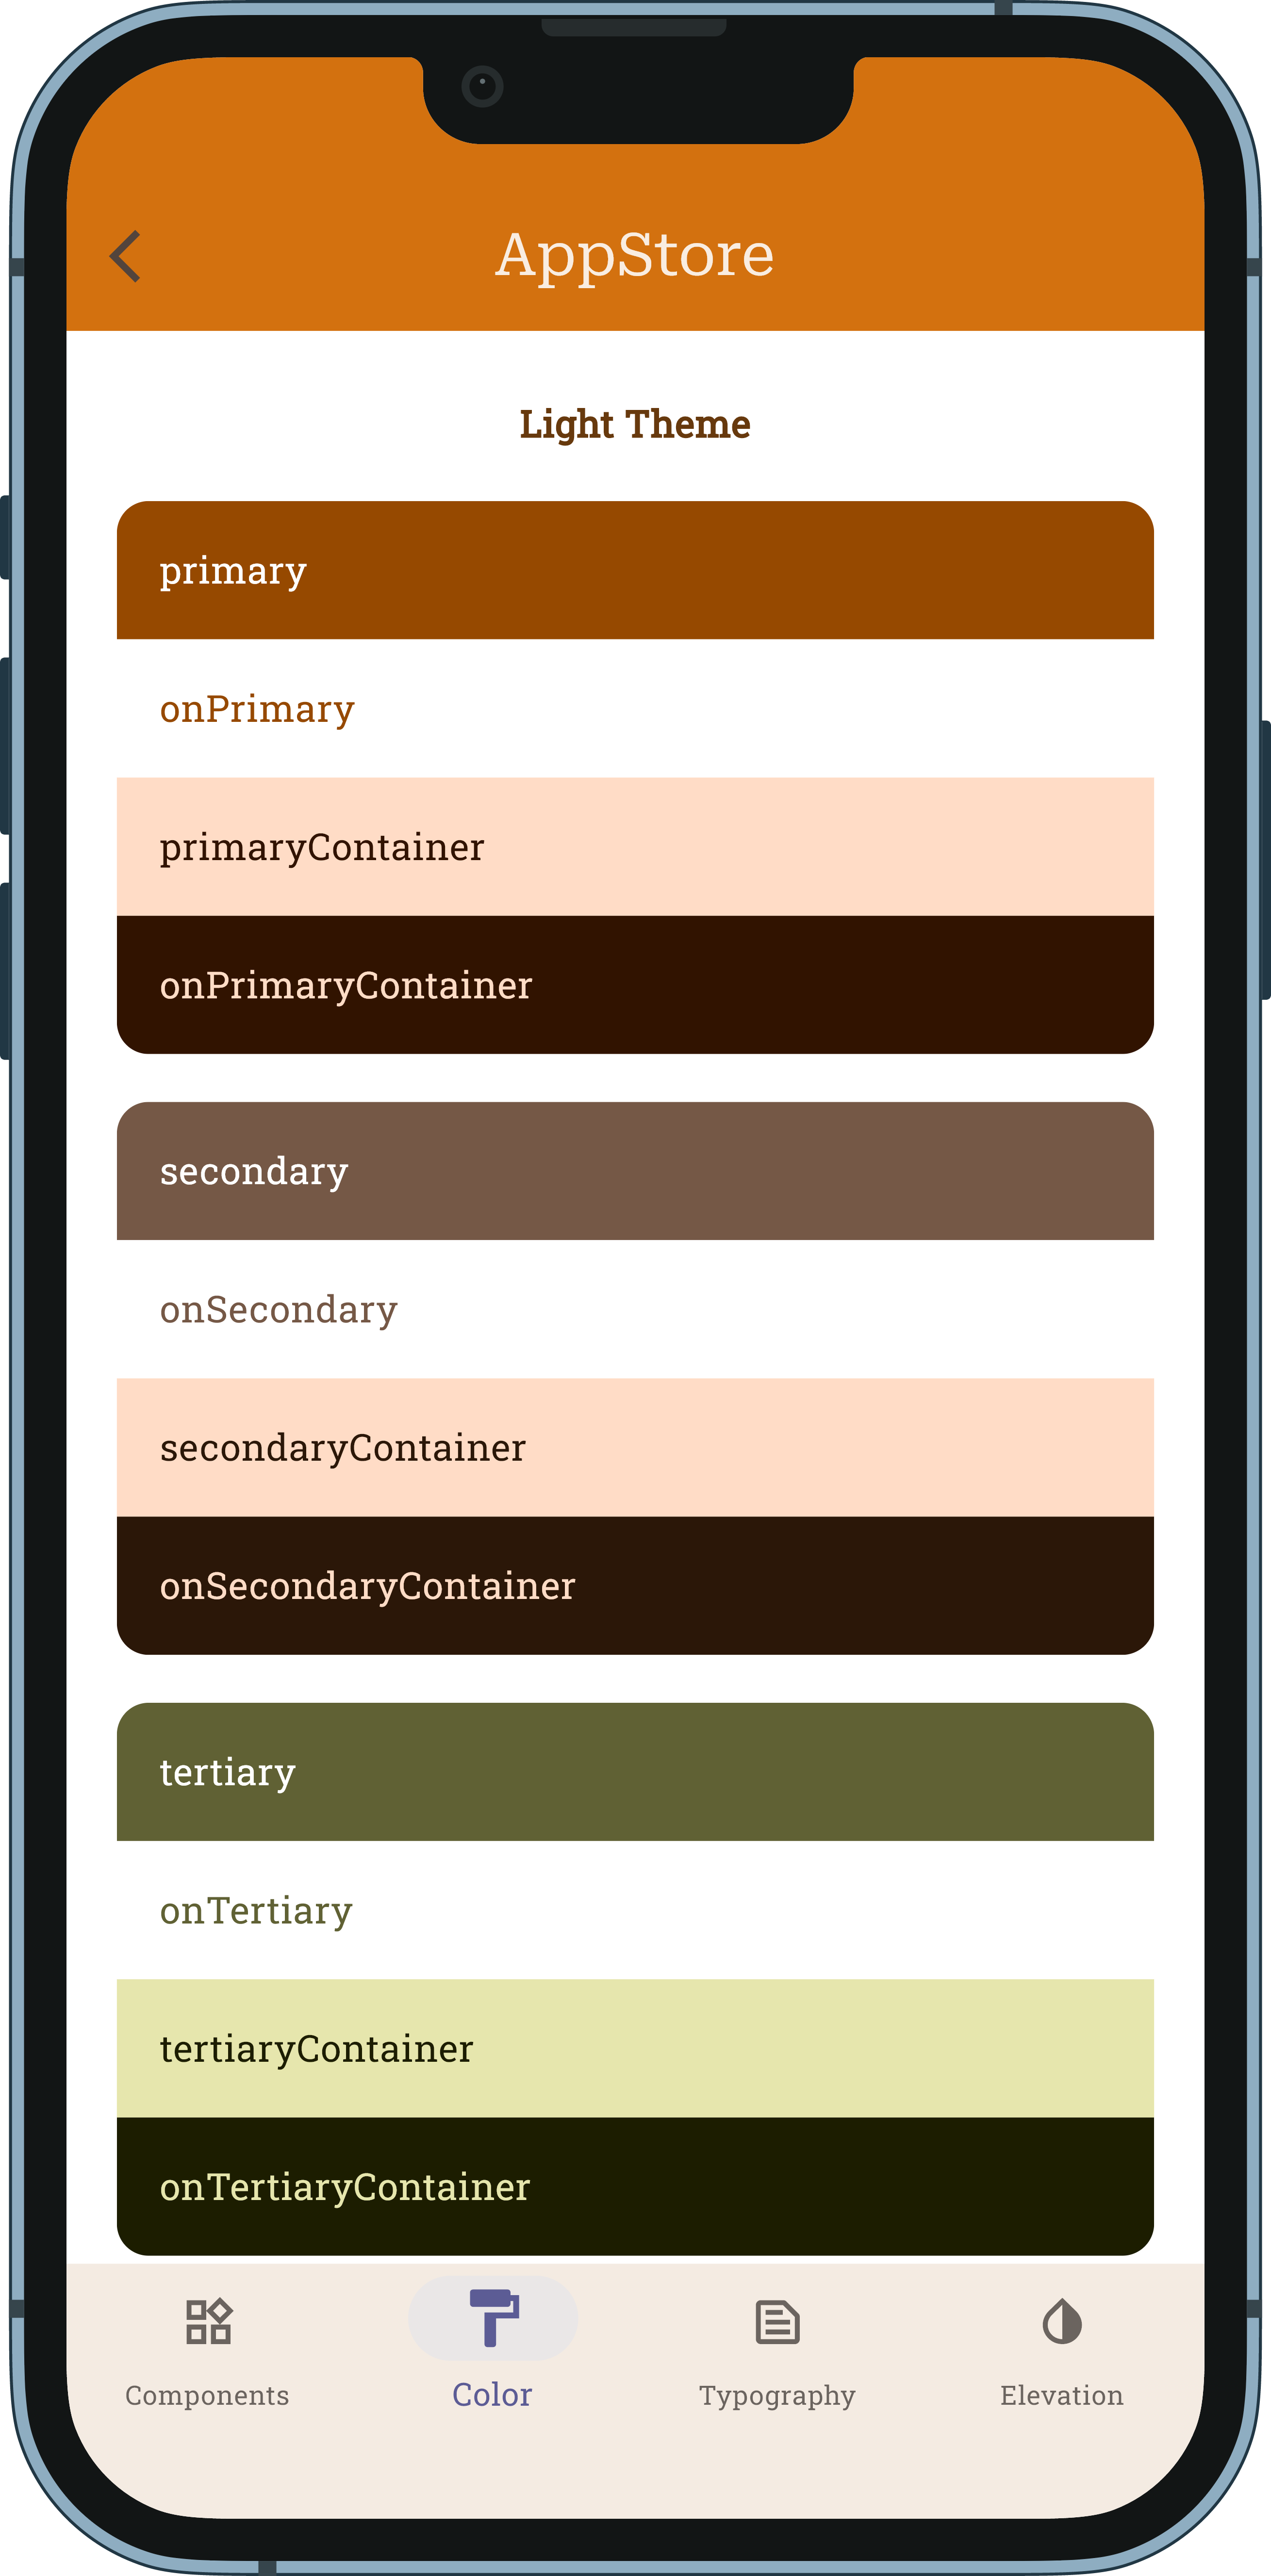 AppStore
Light Theme
primary
onPrimary
primaryContainer
onPrimaryContainer
secondary
onSecondary
secondaryContainer
onSecondaryContainer
tertiary
onTertiary
tertiaryContainer
onTertiaryContainer
Components
Color
Typography
Elevation